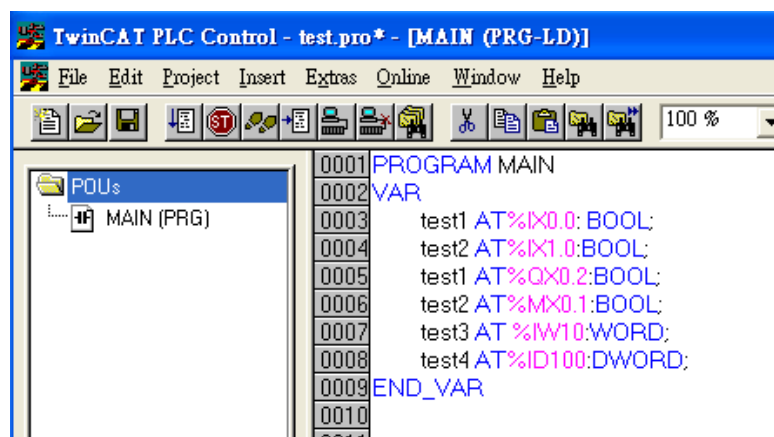 TwinCAT PLC Control - test.pro* - [MAIN (PRG-LD)]
File Edit Project Insert Extras Online Window Help
ST 100 %
POUs
MAIN (PRG)
0001 PROGRAM MAIN
0002 VAR
0003 test1 AT%IX0.0: BOOL;
0004 test2 AT%IX1.0:BOOL;
0005 test1 AT%QX0.2:BOOL;
0006 test2 AT%MX0.1:BOOL;
0007 test3 AT %IW10:WORD;
0008 test4 AT%ID100:DWORD;
0009 END_VAR
0010